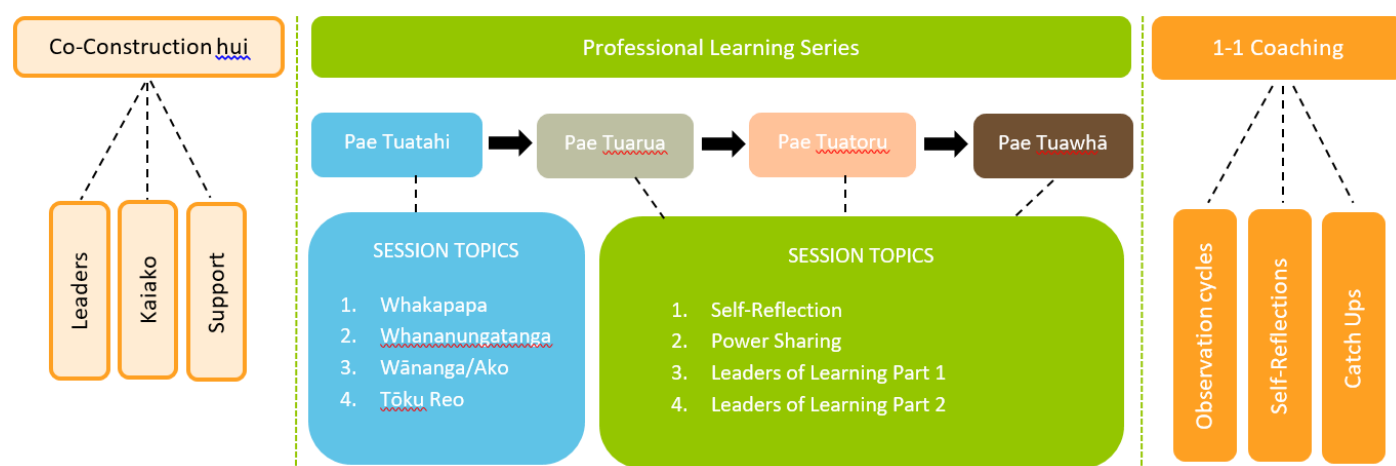 Co-Construction hui
Leaders
Kaiako
Support
Professional Learning Series
Pae Tuatahi
Pae Tuarua
Pae Tuatoru
Pae Tuawhā
SESSION TOPICS
1. Whakapapa
2. Whananungatanga
3. Wānanga/Ako
4. Tōku Reo
SESSION TOPICS
1. Self-Reflection
2. Power Sharing
3. Leaders of Learning Part 1
4. Leaders of Learning Part 2
1-1 Coaching
Observation cycles
Self-Reflections
Catch Ups